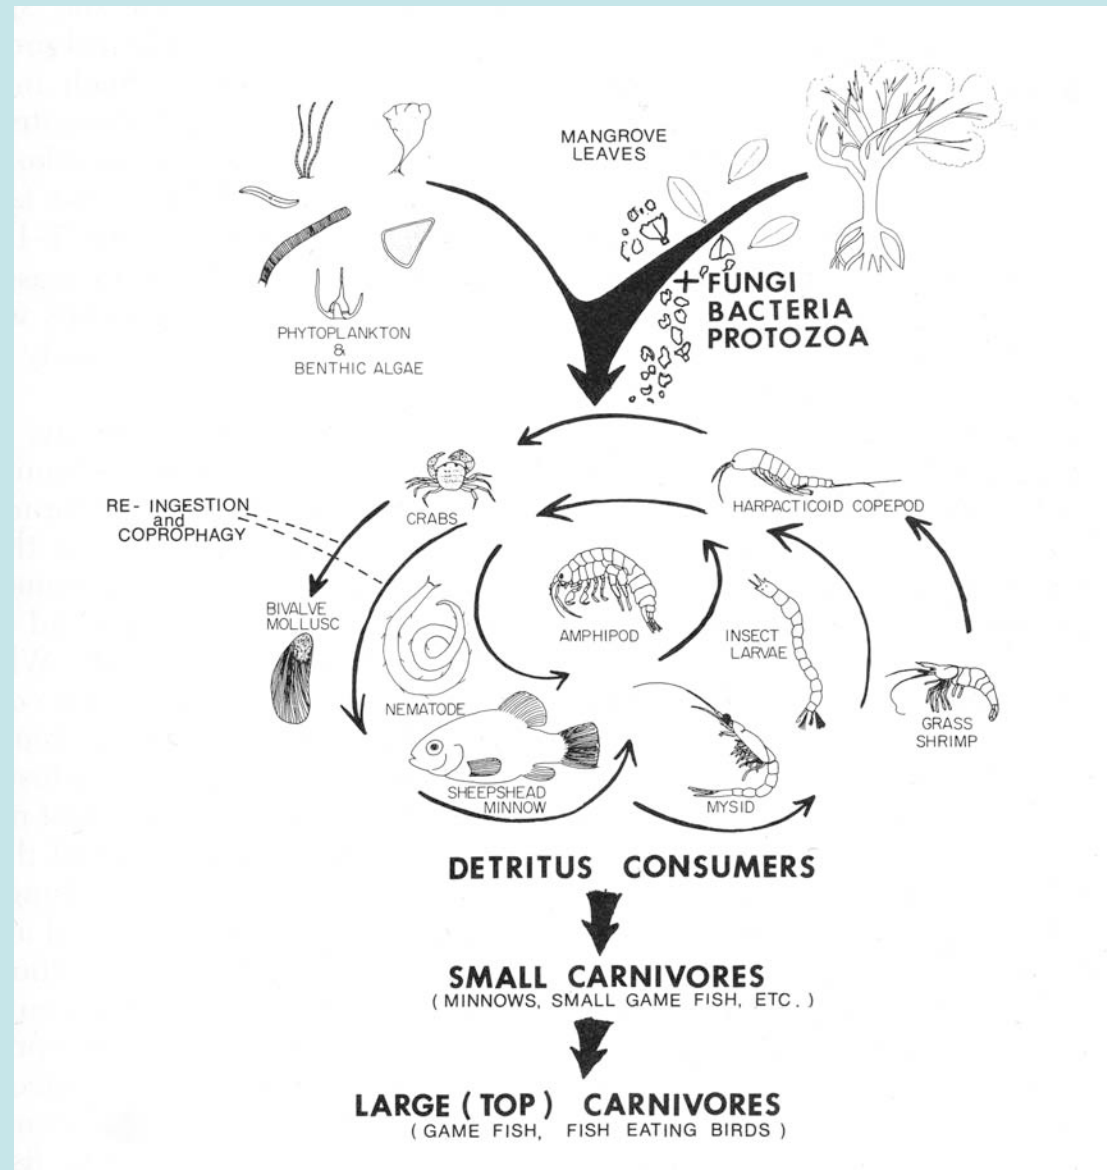 MANGROVE
LEAVES
+ FUNGI
BACTERIA
PROTOZOA
PHYTOPLANKTON
&
BENTHIC ALGAE
CRABS
HARPACTICOID COPEPOD
RE- INGESTION
and
COPROPHAGY
BIVALVE
MOLLUSC
AMPHIPOD
INSECT
LARVAE
NEMATODE
GRASS
SHRIMP
SHEEPSHEAD
MINNOW
MYSID
DETRITUS CONSUMERS
SMALL CARNIVORES
( MINNOWS, SMALL GAME FISH, ETC. )
LARGE ( TOP ) CARNIVORES
( GAME FISH, FISH EATING BIRDS )